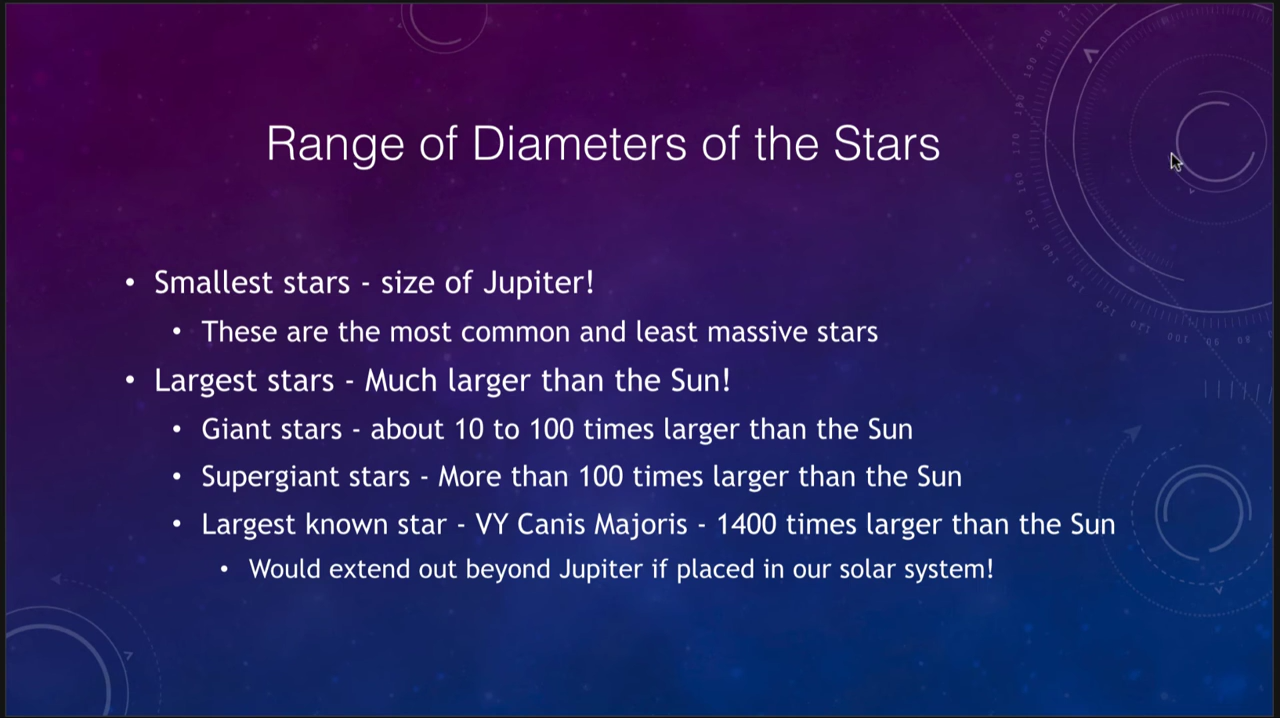 Range of Diameters of the Stars
• Smallest stars - size of Jupiter!
• These are the most common and least massive stars
• Largest stars - Much larger than the Sun!
• Giant stars - about 10 to 100 times larger than the Sun
• Supergiant stars - More than 100 times larger than the Sun
• Largest known star - VY Canis Majoris - 1400 times larger than the Sun
• Would extend out beyond Jupiter if placed in our solar system!